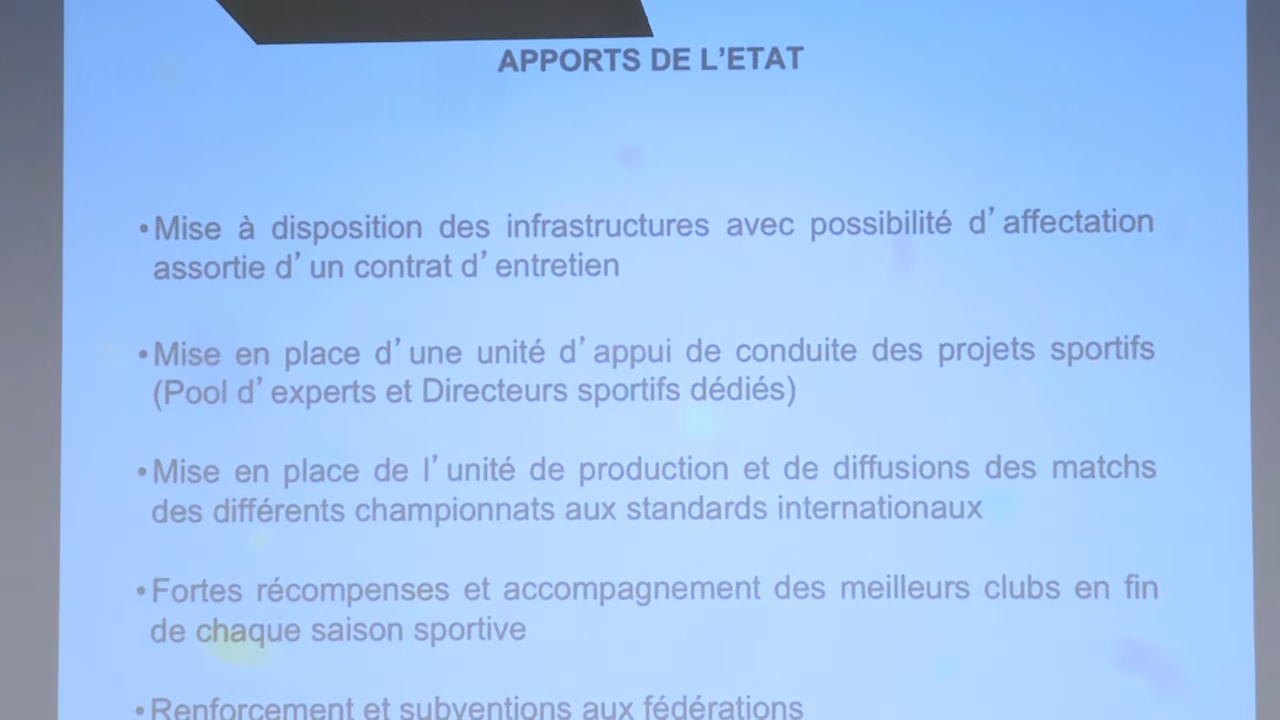 APPORTS DE L’ETAT
•Mise à disposition des infrastructures avec possibilité d’affectation
assortie d’un contrat d’entretien
•Mise en place d’une unité d’appui de conduite des projets sportifs
(Pool d’experts et Directeurs sportifs dédiés)
•Mise en place de l’unité de production et de diffusions des matchs
des différents championnats aux standards internationaux
•Fortes récompenses et accompagnement des meilleurs clubs en fin
de chaque saison sportive
•Renforcement et subventions aux fédérations